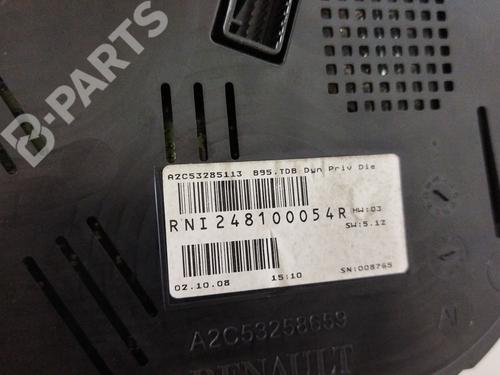 B-PARTS
A2C53285113 B95.TDB Dyn Priv Die
RNI248100054R
HW:03
SW:5.12
02.10.08 15:10 SN:008765
A2C53258659
RENAULT